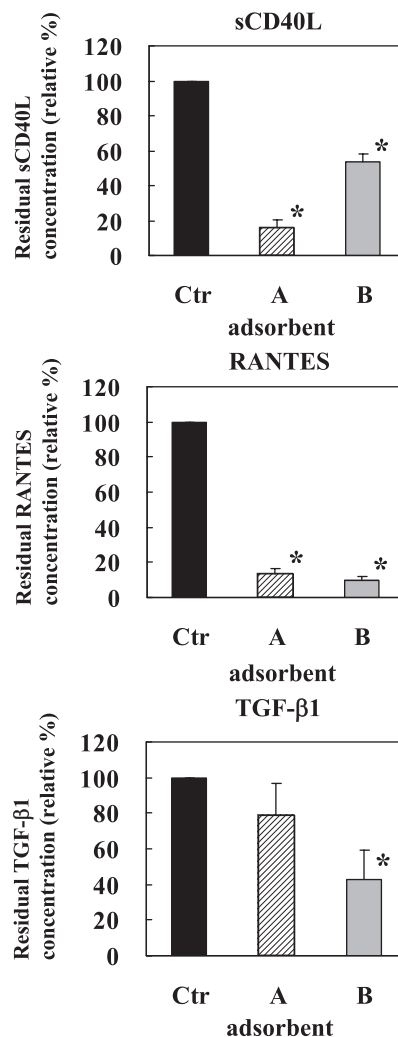 sCD40L
Residual sCD40L
concentration (relative %)
120
100
80
60
40
20
0
*
*
Ctr A B
adsorbent
RANTES
Residual RANTES
concentration (relative %)
120
100
80
60
40
20
0
*
*
Ctr A B
adsorbent
TGF-β1
Residual TGF-β1
concentration (relative %)
120
100
80
60
40
20
0
*
Ctr A B
adsorbent